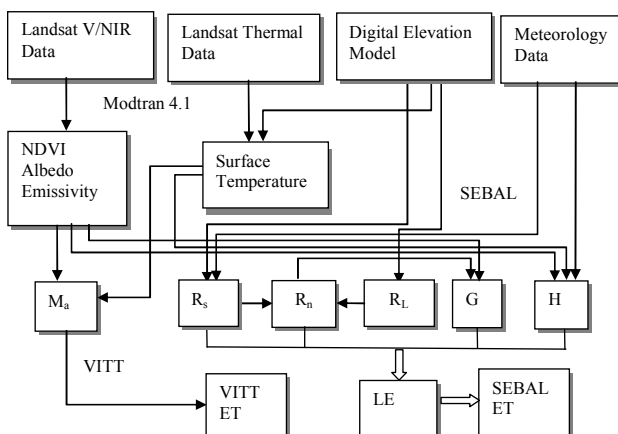 Landsat V/NIR
Data
Landsat Thermal
Data
Digital Elevation
Model
Meteorology
Data
Modtran 4.1
NDVI
Albedo
Emissivity
Surface
Temperature
SEBAL
Ma
Rs
Rn
RL
G
H
VITT
VITT
ET
LE
SEBAL
ET